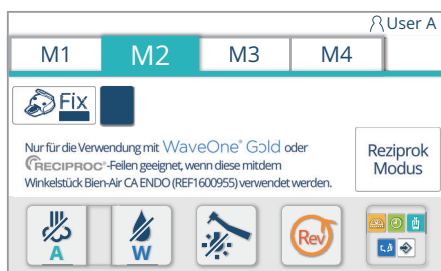 User A
M1 M2 M3 M4
Fix
Nur für die Verwendung mit WaveOne® Gold oder
RECIPROC®-Feilen geeignet, wenn diese mitdem
Winkelstück Bien-Air CA ENDO (REF1600955) verwendet werden.
Reziprok
Modus
A W Rev